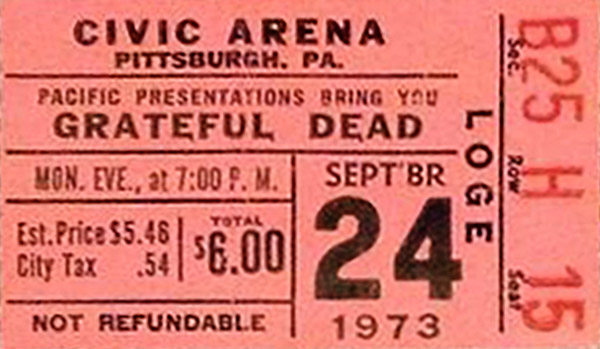 CIVIC ARENA
PITTSBURGH, PA.
PACIFIC PRESENTATIONS BRING YOU
GRATEFUL DEAD
MON. EVE., at 7:00 P. M.
Est. Price $5.46
City Tax .54
TOTAL
$6.00
NOT REFUNDABLE
SEPT'BR
24
1973
LOGE
Sec. B25
Row H
Seat 15